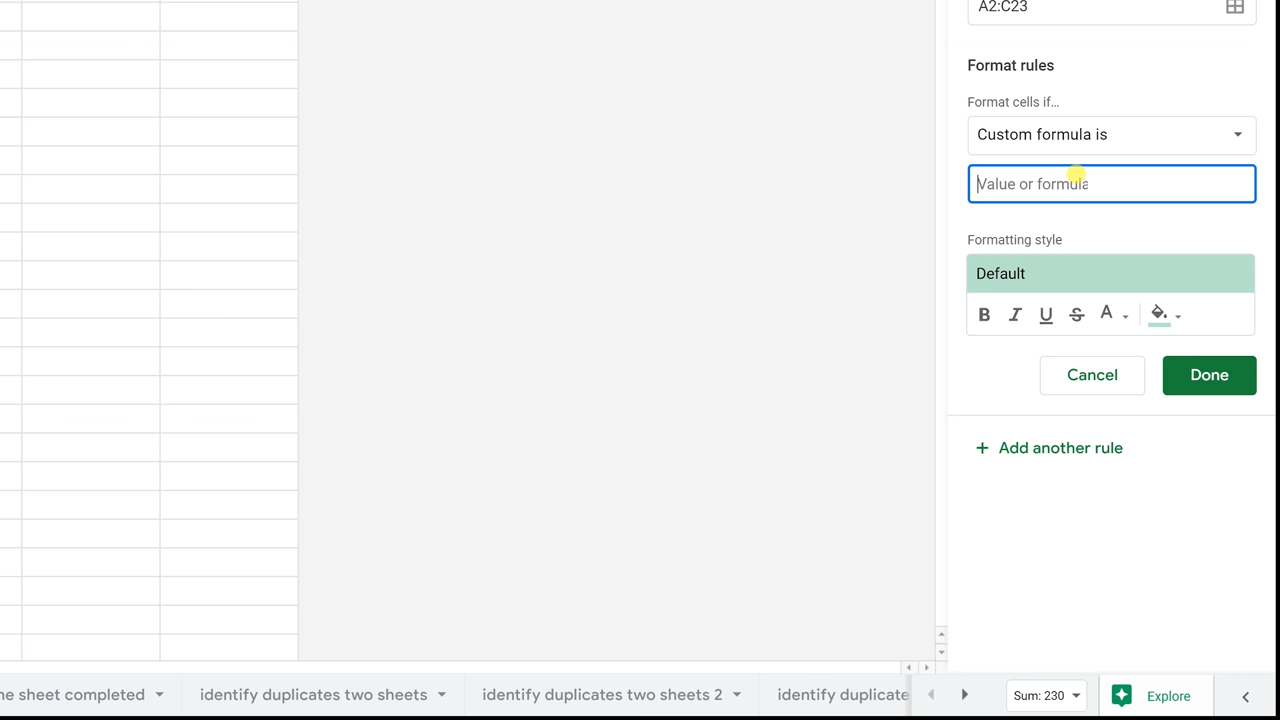 A2:C23
Format rules
Format cells if…
Custom formula is
Value or formula
Formatting style
Default
B I U S A
Cancel Done
+ Add another rule
ne sheet completed identify duplicates two sheets identify duplicates two sheets 2 identify duplicate Sum: 230 Explore